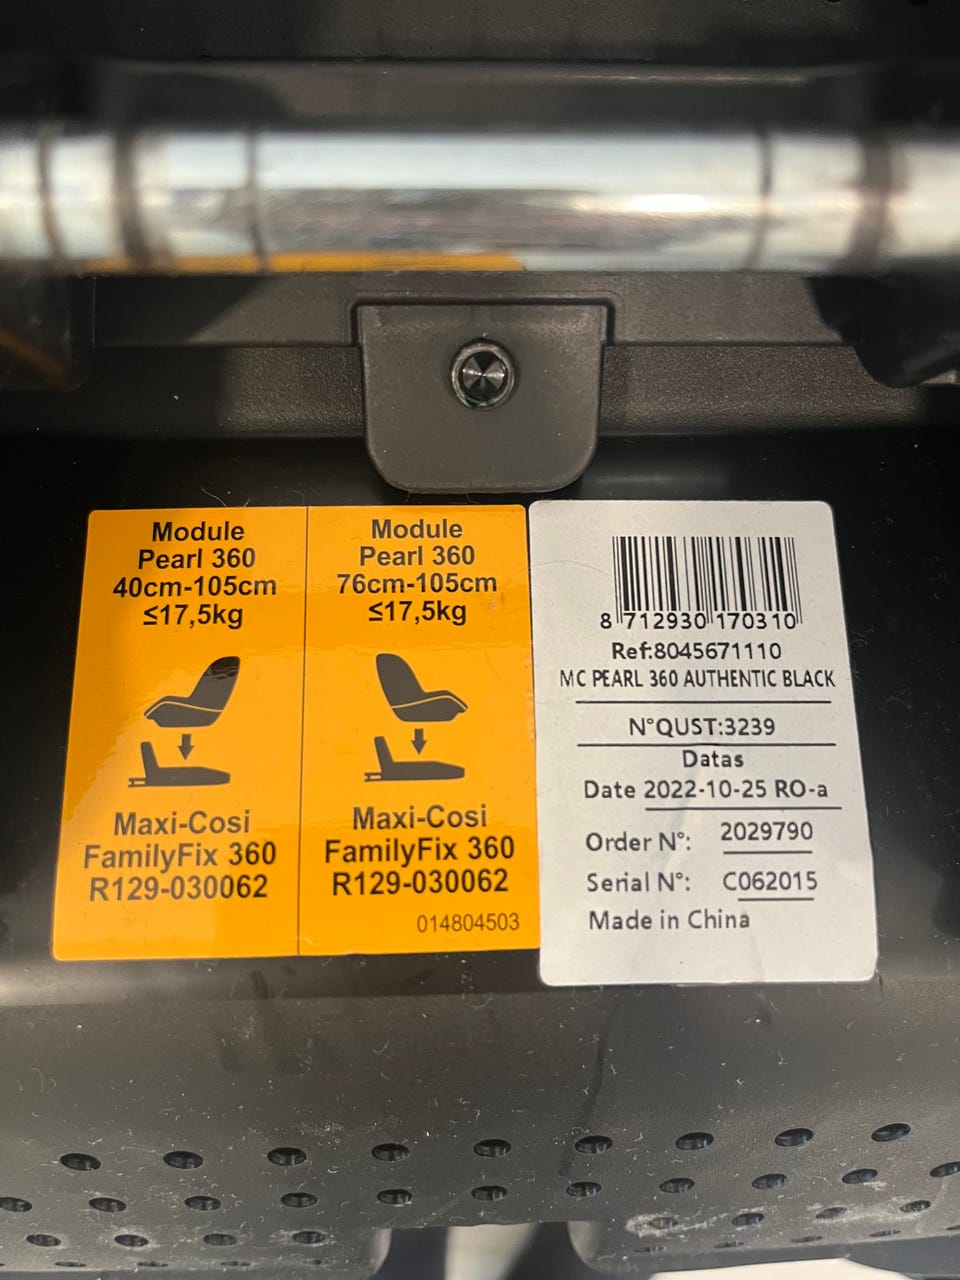 Module
Pearl 360
40cm-105cm
≤17,5kg
Maxi-Cosi
FamilyFix 360
R129-030062
Module
Pearl 360
76cm-105cm
≤17,5kg
Maxi-Cosi
FamilyFix 360
R129-030062
014804503
8 712930 170310
Ref:8045671110
MC PEARL 360 AUTHENTIC BLACK
N°QUST:3239
Datas
Date 2022-10-25 RO-a
Order N°: 2029790
Serial N°: C062015
Made in China